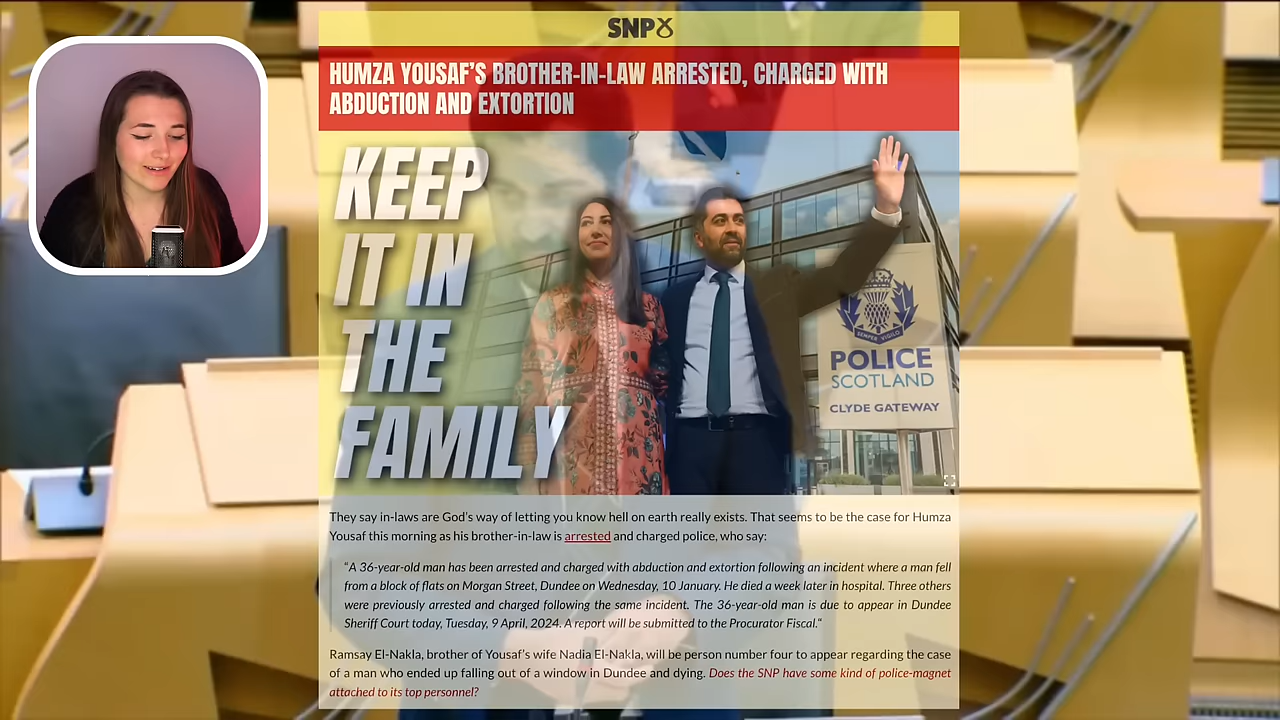 SNP
HUMZA YOUSAF'S BROTHER-IN-LAW ARRESTED, CHARGED WITH
ABDUCTION AND EXTORTION
KEEP
IT IN
THE
FAMILY
SEMPER VIGILO
POLICE
SCOTLAND
CLYDE GATEWAY
They say in-laws are God's way of letting you know hell on earth really exists. That seems to be the case for Humza
Yousaf this morning as his brother-in-law is arrested and charged police, who say:
"A 36-year-old man has been arrested and charged with abduction and extortion following an incident where a man fell
from a block of flats on Morgan Street, Dundee on Wednesday, 10 January. He died a week later in hospital. Three others
were previously arrested and charged following the same incident. The 36-year-old man is due to appear in Dundee
Sheriff Court today, Tuesday, 9 April, 2024. A report will be submitted to the Procurator Fiscal."
Ramsay El-Nakla, brother of Yousaf's wife Nadia El-Nakla, will be person number four to appear regarding the case
of a man who ended up falling out of a window in Dundee and dying. Does the SNP have some kind of police-magnet
attached to its top personnel?